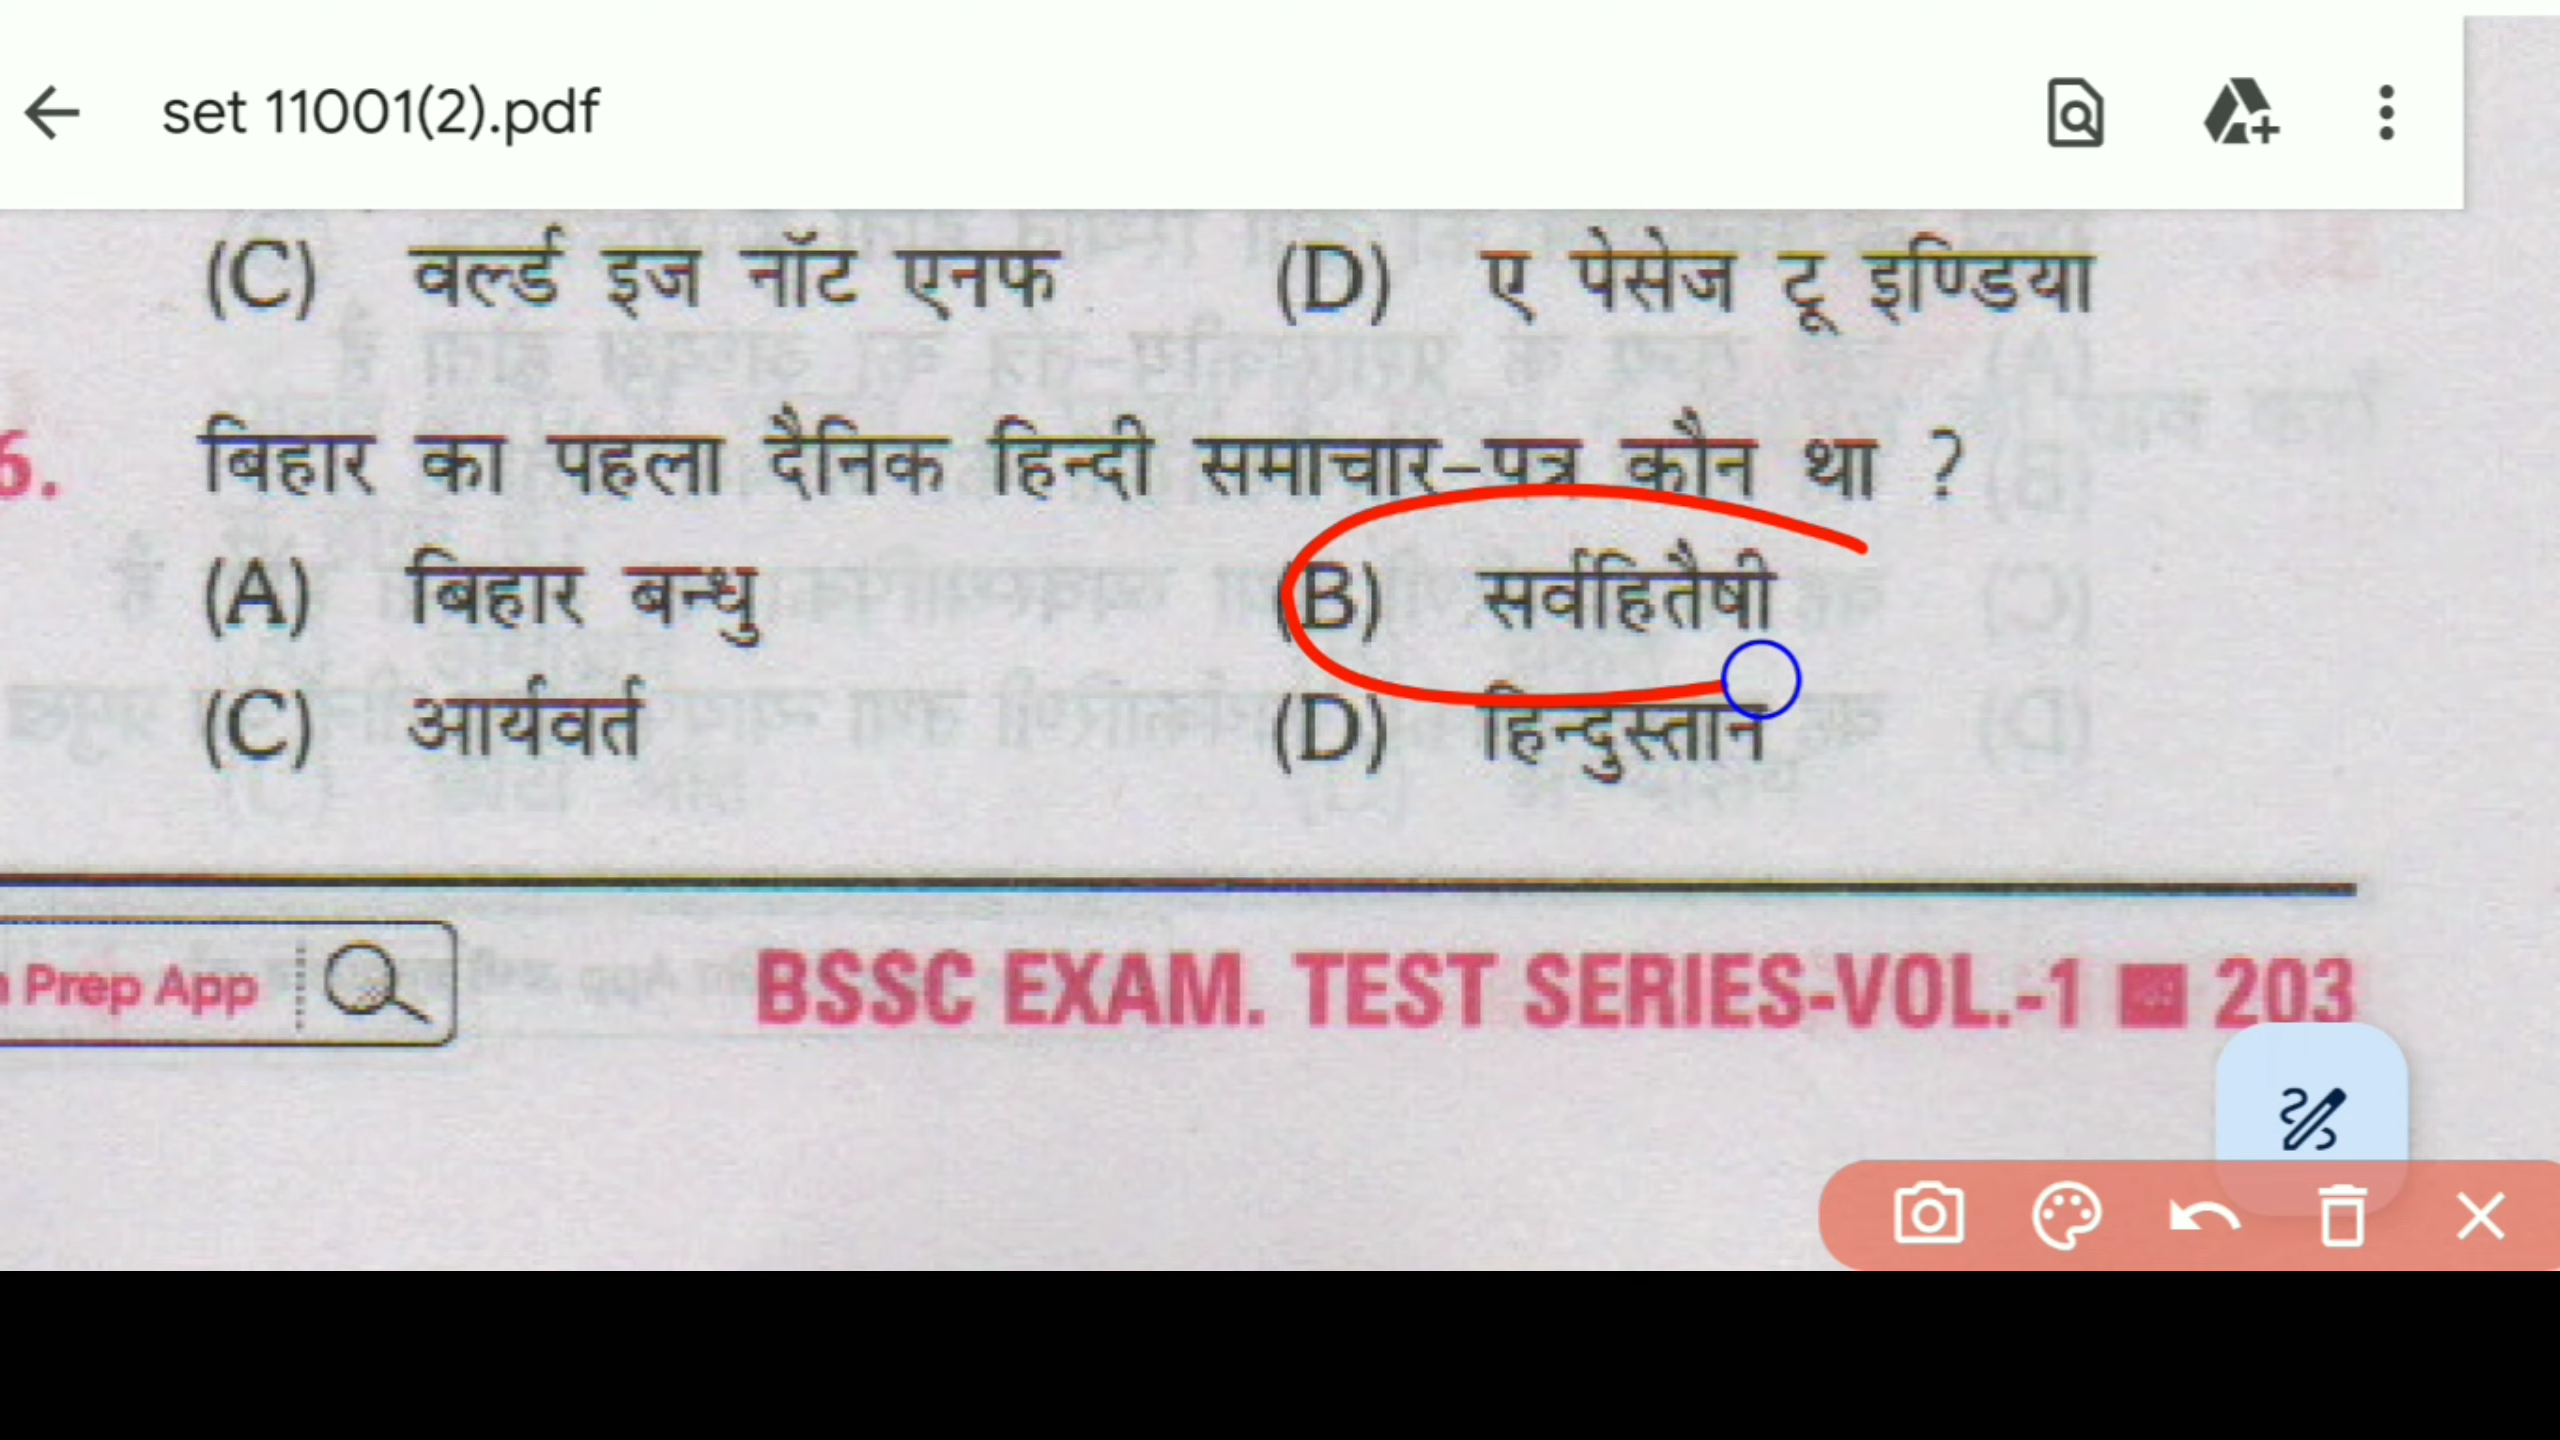 set 11001(2).pdf
(C) वर्ल्ड इज नॉट एनफ (D) ए पेसेज टू इण्डिया
6. बिहार का पहला दैनिक हिन्दी समाचार-पत्र कौन था ?
(A) बिहार बन्धु (B) सर्वहितैषी
(C) आर्यवर्त (D) हिन्दुस्तान
Prep App BSSC EXAM. TEST SERIES-VOL.-1 203